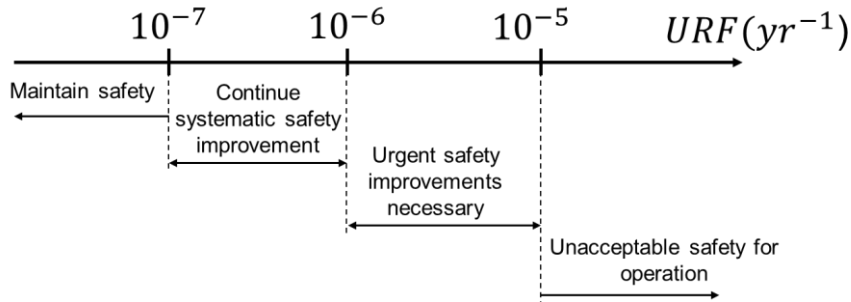 10⁻⁷ 10⁻⁶ 10⁻⁵ URF(yr⁻¹)
Maintain safety
Continue
systematic safety
improvement
Urgent safety
improvements
necessary
Unacceptable safety for
operation